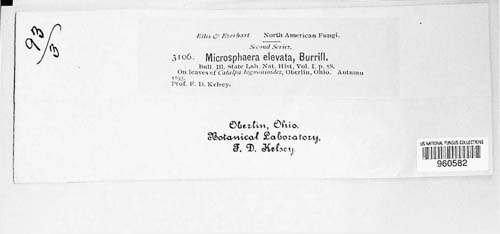 93/3
Ellis & Everhart North American Fungi.
Second Series.
3106. Microsphaera elevata, Burrill.
Bull Ill. State Lab. Nat. Hist, Vol. I. p. 58.
On leaves of Catalpa bignonioides, Oberlin, Ohio. Autumn
1893.
Prof. F. D. Kelsey.
Oberlin, Ohio.
Botanical Laboratory,
F. D. Kelsey.
US NATIONAL FUNGUS COLLECTIONS
960582